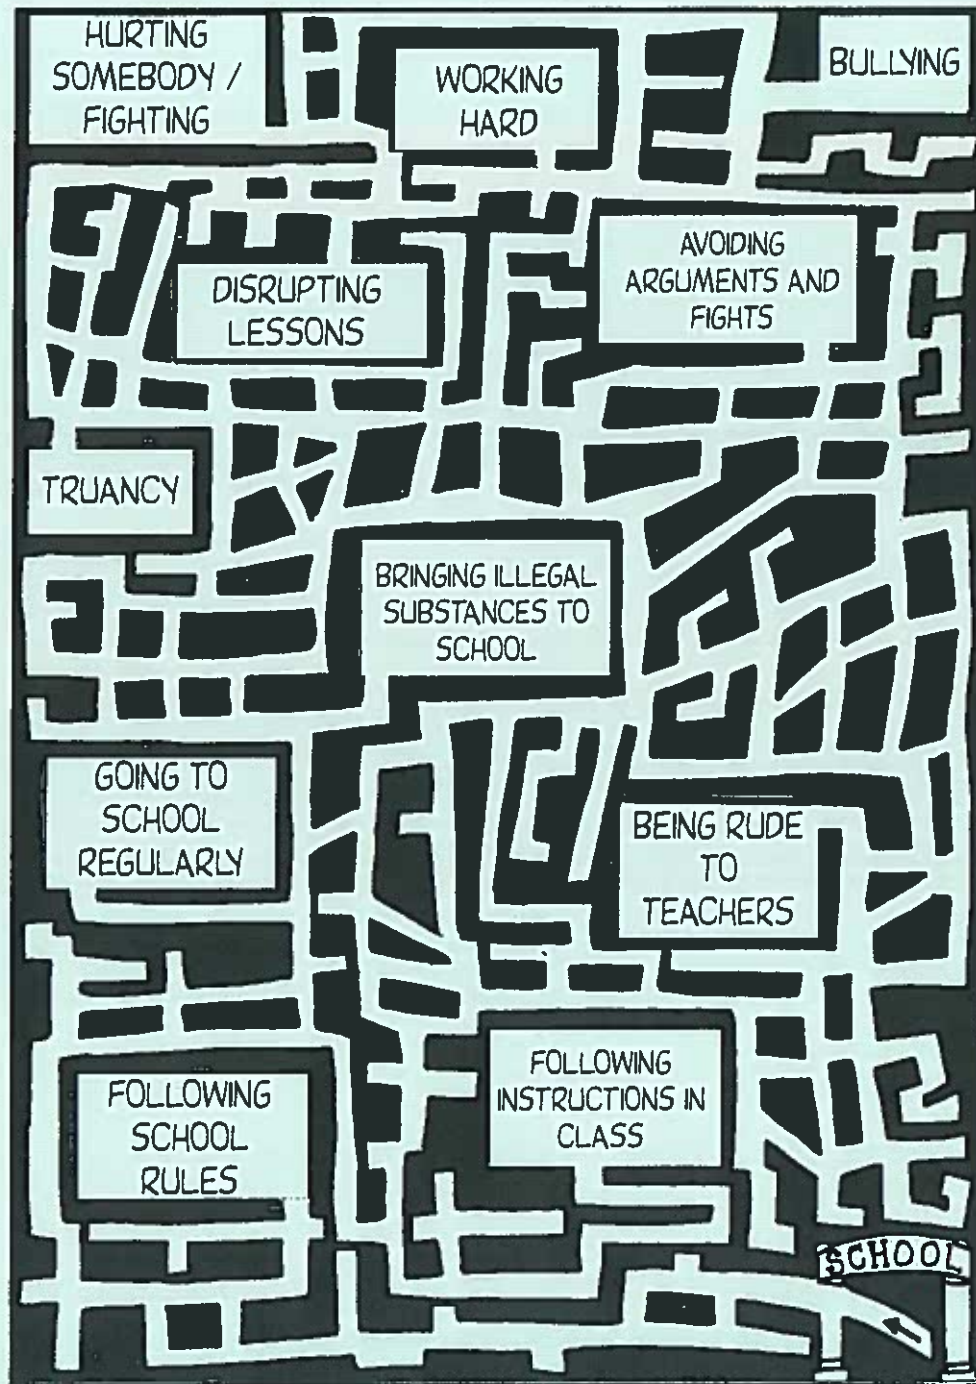 HURTING
SOMEBODY /
FIGHTING
WORKING
HARD
BULLYING
DISRUPTING
LESSONS
AVOIDING
ARGUMENTS AND
FIGHTS
TRUANCY
BRINGING ILLEGAL
SUBSTANCES TO
SCHOOL
GOING TO
SCHOOL
REGULARLY
BEING RUDE
TO
TEACHERS
FOLLOWING
SCHOOL
RULES
FOLLOWING
INSTRUCTIONS IN
CLASS
SCHOOL